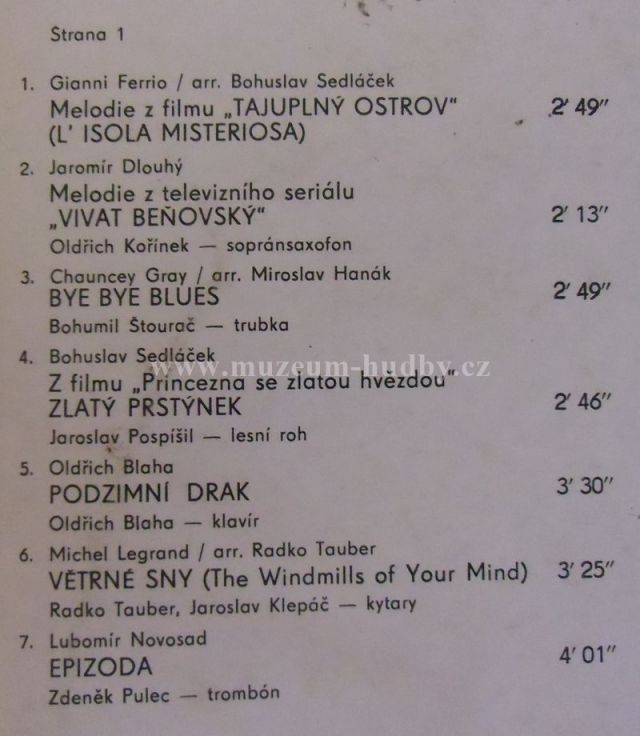 Strana 1
1. Gianni Ferrio / arr. Bohuslav Sedláček
Melodie z filmu „TAJUPLNÝ OSTROV“ 2′ 49″
(L' ISOLA MISTERIOSA)
2. Jaromír Dlouhý
Melodie z televizního seriálu
„VIVAT BEŇOVSKÝ“ 2′ 13″
Oldřich Kořínek — sopránsaxofon
3. Chauncey Gray / arr. Miroslav Hanák
BYE BYE BLUES 2′ 49″
Bohumil Štourač — trubka
4. Bohuslav Sedláček
www.muzeum-hudby.cz
Z filmu „Princezna se zlatou hvězdou“
ZLATÝ PRSTÝNEK 2′ 46″
Jaroslav Pospíšil — lesní roh
5. Oldřich Blaha
PODZIMNÍ DRAK 3′ 30″
Oldřich Blaha — klavír
6. Michel Legrand / arr. Radko Tauber
VĚTRNÉ SNY (The Windmills of Your Mind) 3′ 25″
Radko Tauber, Jaroslav Klepáč — kytary
7. Lubomír Novosad
EPIZODA 4′ 01″
Zdeněk Pulec — trombón